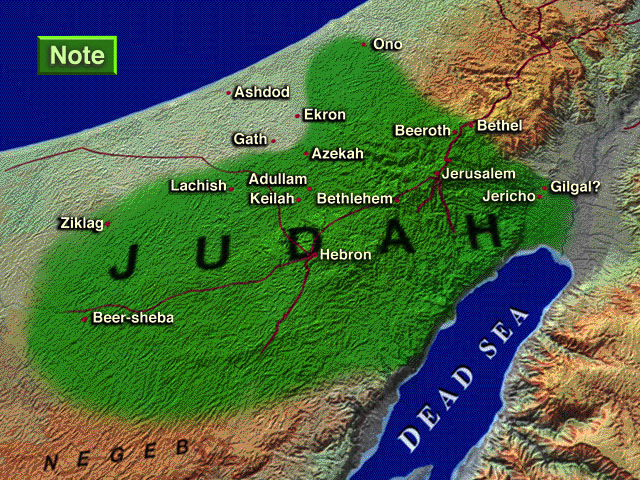 Note
Ono
Ashdod
Ekron
Gath
Beeroth
Bethel
Azekah
Jerusalem
Lachish
Adullam
Gilgal?
Keilah
Bethlehem
Jericho
Ziklag
JUDAH
Hebron
Beer-sheba
DEAD SEA
NEGEB